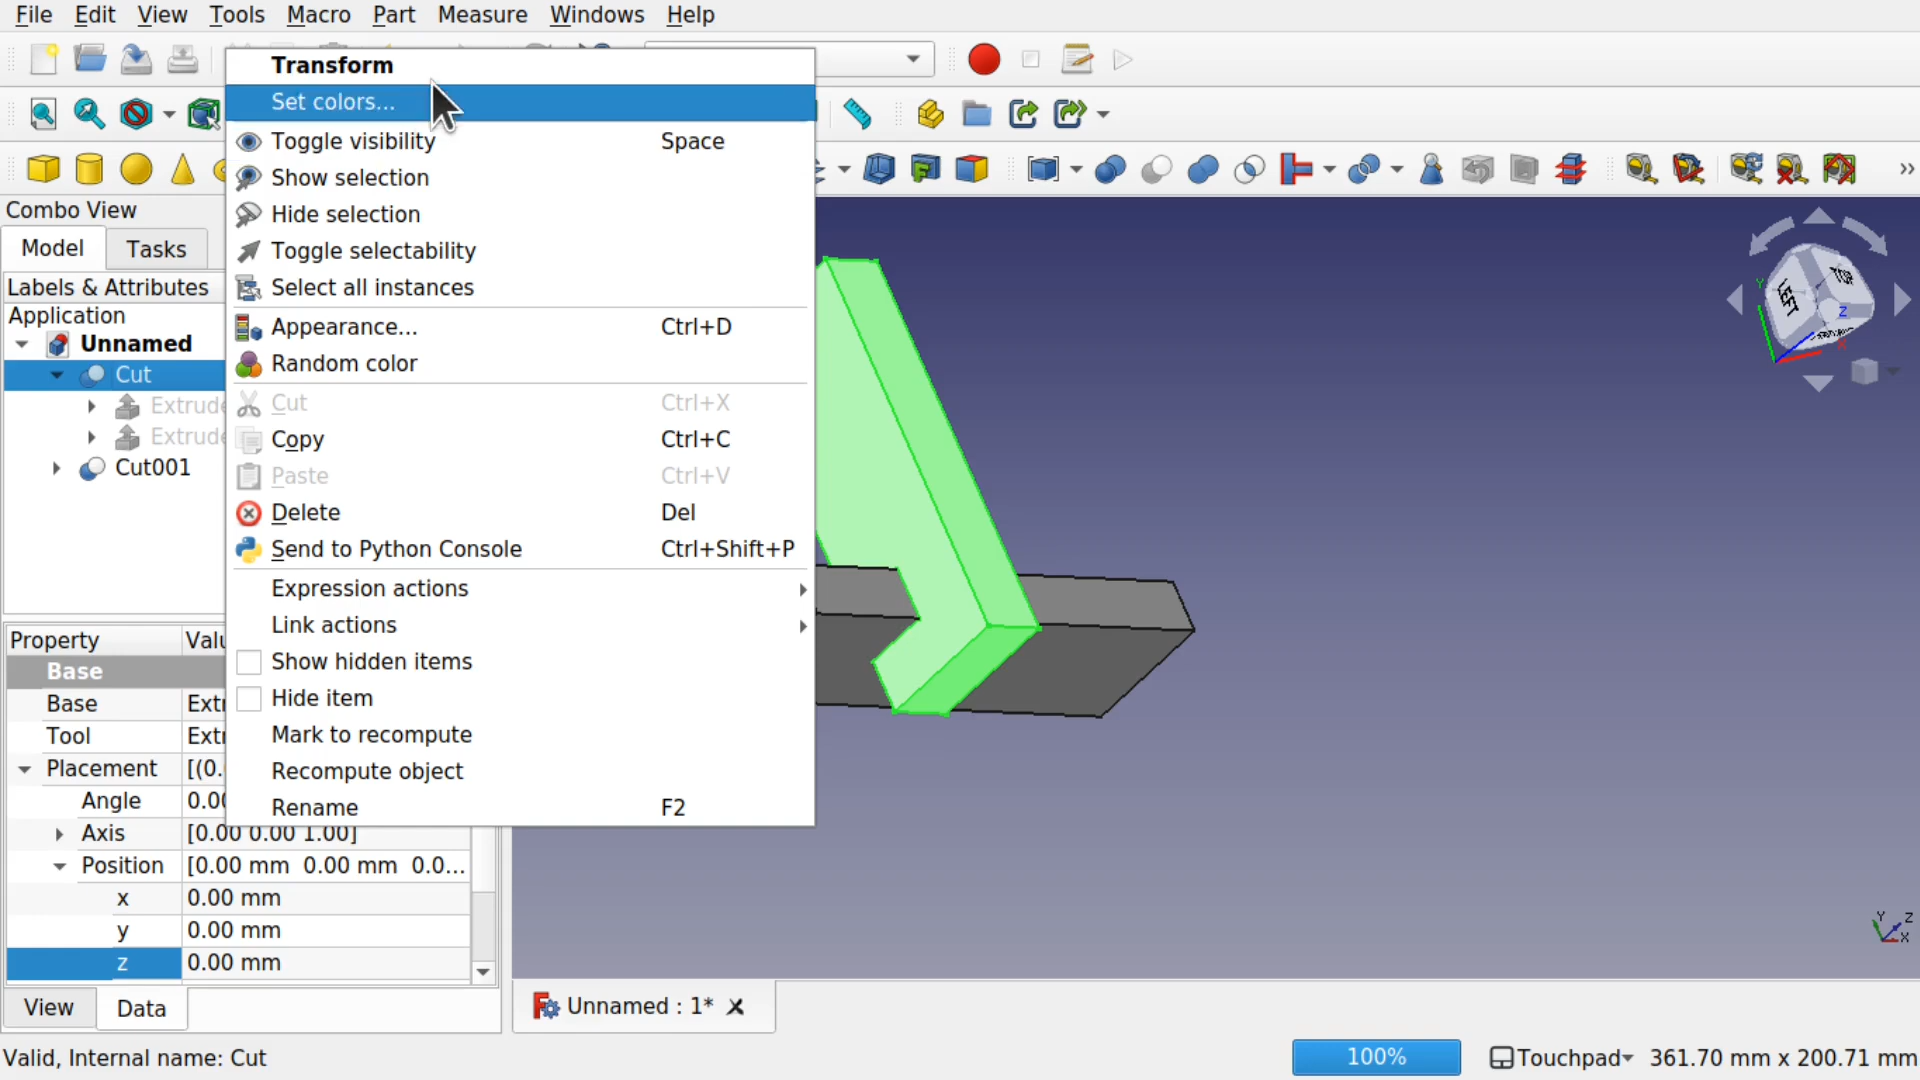 File Edit View Tools Macro Part Measure Windows Help
Transform
Set colors...
Toggle visibility Space
Show selection
Hide selection
Toggle selectability
Select all instances
Appearance... Ctrl+D
Random color
Cut Ctrl+X
Copy Ctrl+C
Paste Ctrl+V
Delete Del
Send to Python Console Ctrl+Shift+P
Expression actions
Link actions
Show hidden items
Hide item
Mark to recompute
Recompute object
Rename F2
Combo View
Model Tasks
Labels & Attributes
Application
Unnamed
Cut
Extrude
Extrude
Cut001
Property Valu
Base
Base Extr
Tool Extr
Placement [(0.
Angle 0.00
Axis [0.00 0.00 1.00]
Position [0.00 mm 0.00 mm 0.0...
x 0.00 mm
y 0.00 mm
z 0.00 mm
View Data
LEFT TOP
Y Z X
Y Z X
Unnamed : 1*
Valid, Internal name: Cut
100% Touchpad 361.70 mm x 200.71 mm